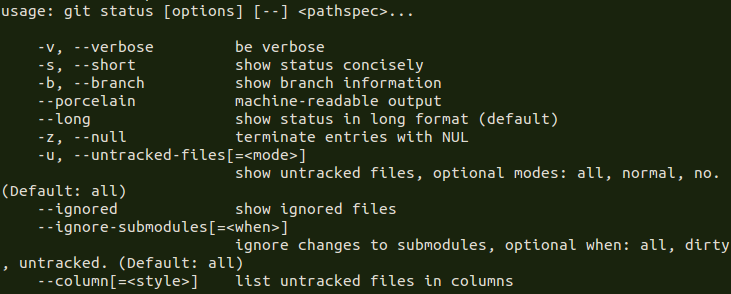 usage: git status [options] [--] <pathspec>...

    -v, --verbose         be verbose
    -s, --short           show status concisely
    -b, --branch          show branch information
    --porcelain           machine-readable output
    --long                show status in long format (default)
    -z, --null            terminate entries with NUL
    -u, --untracked-files[=<mode>]
                          show untracked files, optional modes: all, normal, no.
(Default: all)
    --ignored             show ignored files
    --ignore-submodules[=<when>]
                          ignore changes to submodules, optional when: all, dirty
, untracked. (Default: all)
    --column[=<style>]    list untracked files in columns